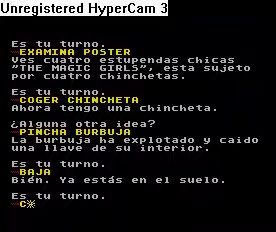 Unregistered HyperCam 3
Es tu turno.
EXAMINA POSTER
Ves cuatro estupendas chicas
"THE MAGIC GIRLS", esta sujeto
por cuatro chinchetas.
Es tu turno.
COGER CHINCHETA
Ahora tengo una chincheta.
¿Alguna otra idea?
PINCHA BURBUJA
La burbuja ha explotado y caido
una llave de su interior.
Es tu turno.
BAJA
Bién. Ya estás en el suelo.
Es tu turno.
C